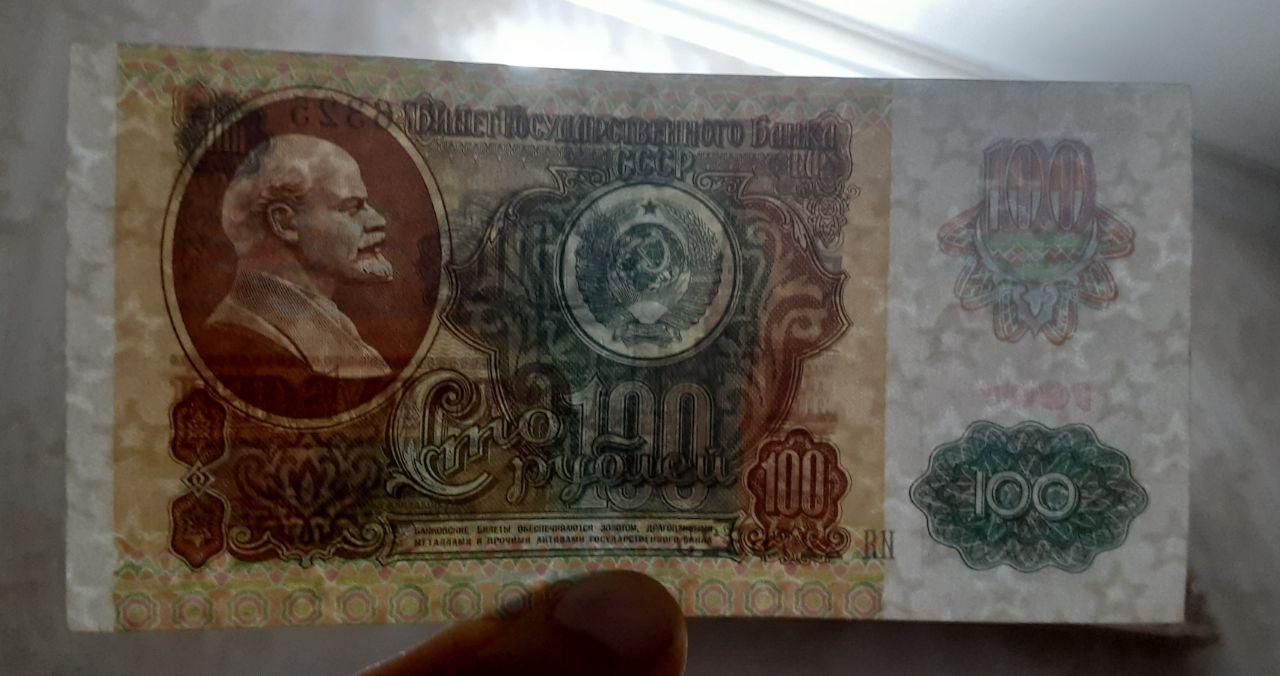 Билет Государственного Банка
СССР
100
Сто
100
рублей
100
100
БАНКОВСКИЕ БИЛЕТЫ ОБЕСПЕЧИВАЮТСЯ ЗОЛОТОМ, ДРАГОЦЕННЫМИ
МЕТАЛЛАМИ И ПРОЧИМИ АКТИВАМИ ГОСУДАРСТВЕННОГО БАНКА